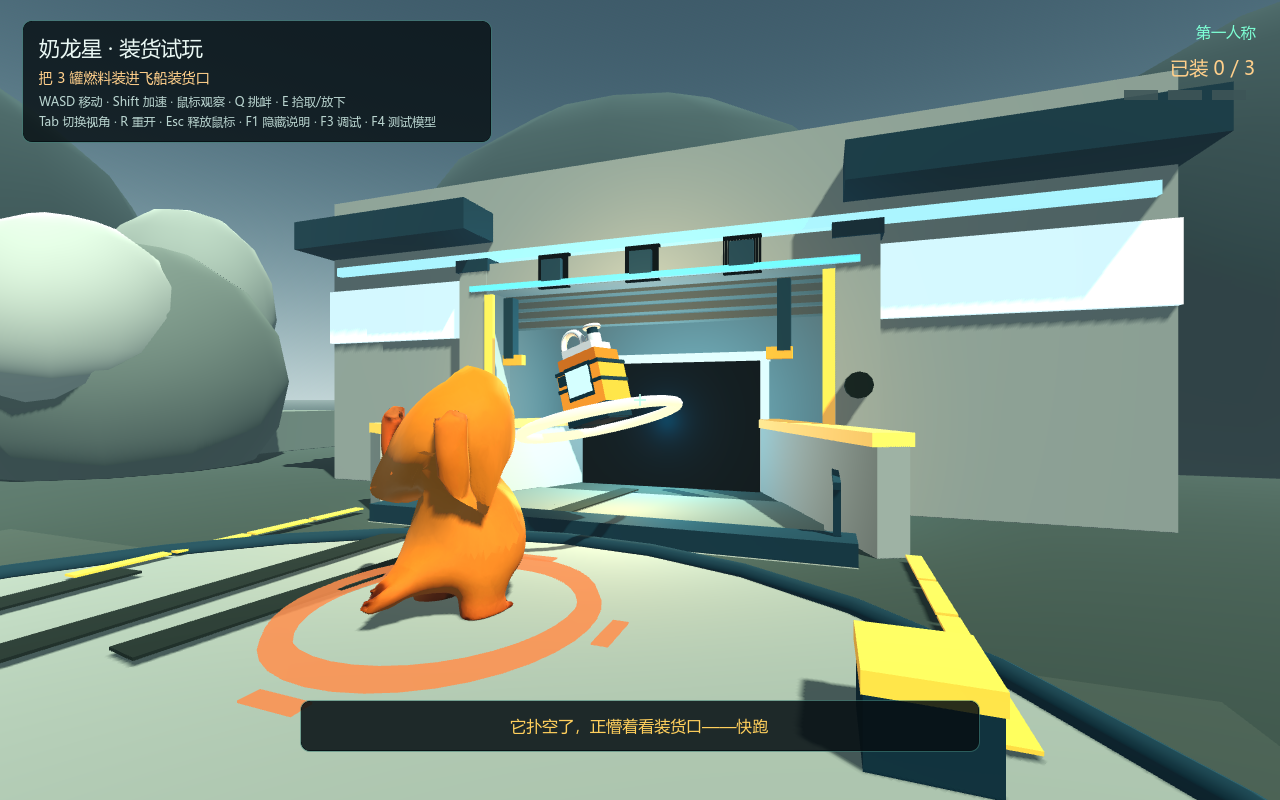 奶龙星 · 装货试玩
把 3 罐燃料装进飞船装货口
WASD 移动 · Shift 加速 · 鼠标观察 · Q 挑衅 · E 拾取/放下
Tab 切换视角 · R 重开 · Esc 释放鼠标 · F1 隐藏说明 · F3 调试 · F4 测试模型
第一人称
已装 0 / 3
它扑空了，正懵着看装货口——快跑